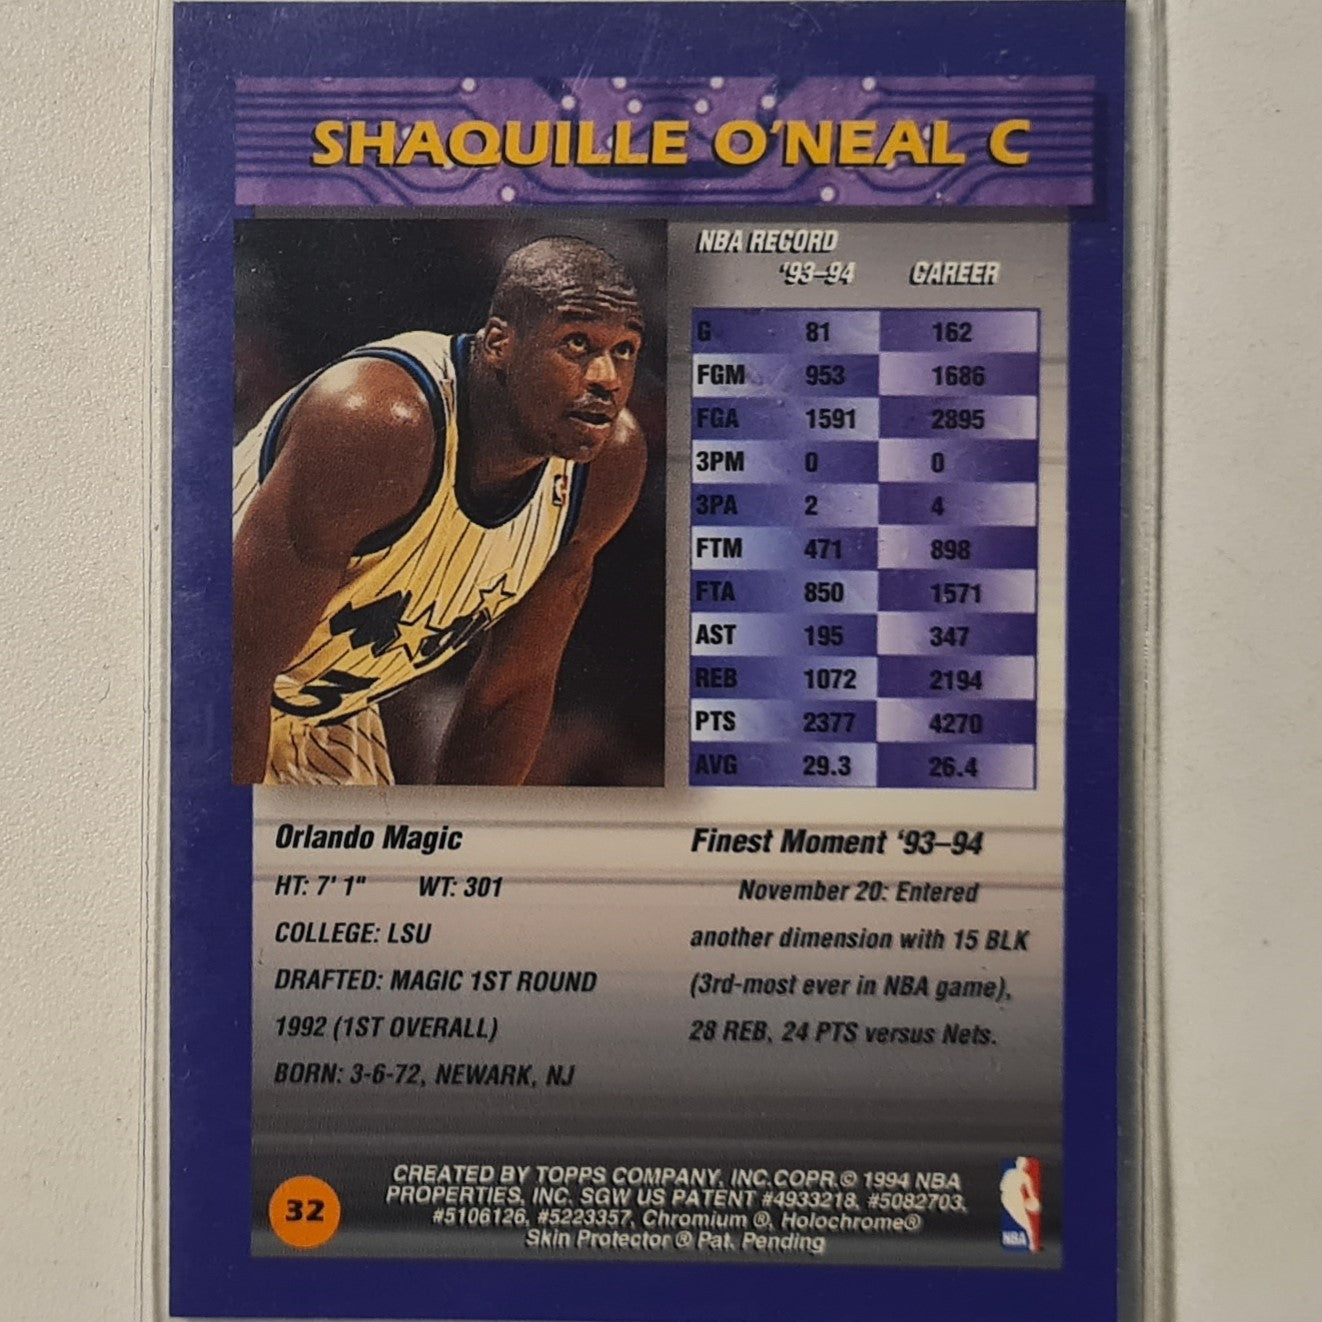 SHAQUILLE O'NEAL C
NBA RECORD
'93–94 CAREER
G 81 162
FGM 953 1686
FGA 1591 2895
3PM 0 0
3PA 2 4
FTM 471 898
FTA 850 1571
AST 195 347
REB 1072 2194
PTS 2377 4270
AVG 29.3 26.4
Magic
3
Orlando Magic
HT: 7' 1" WT: 301
COLLEGE: LSU
DRAFTED: MAGIC 1ST ROUND
1992 (1ST OVERALL)
BORN: 3-6-72, NEWARK, NJ
Finest Moment '93–94
November 20: Entered
another dimension with 15 BLK
(3rd-most ever in NBA game),
28 REB, 24 PTS versus Nets.
32
CREATED BY TOPPS COMPANY, INC.COPR.© 1994 NBA
PROPERTIES, INC. SGW US PATENT #4933218, #5082703,
#5106126, #5223357, Chromium ®, Holochrome®
Skin Protector ® Pat. Pending
NBA